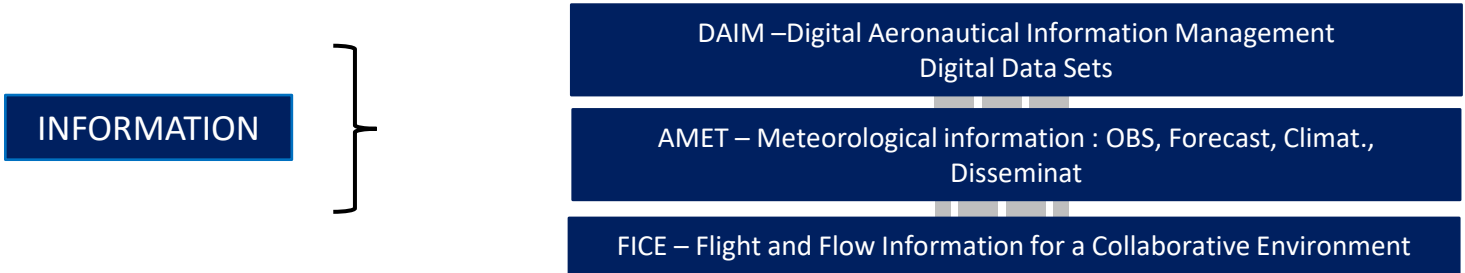 INFORMATION
DAIM –Digital Aeronautical Information Management
Digital Data Sets
AMET – Meteorological information : OBS, Forecast, Climat.,
Disseminat
FICE – Flight and Flow Information for a Collaborative Environment